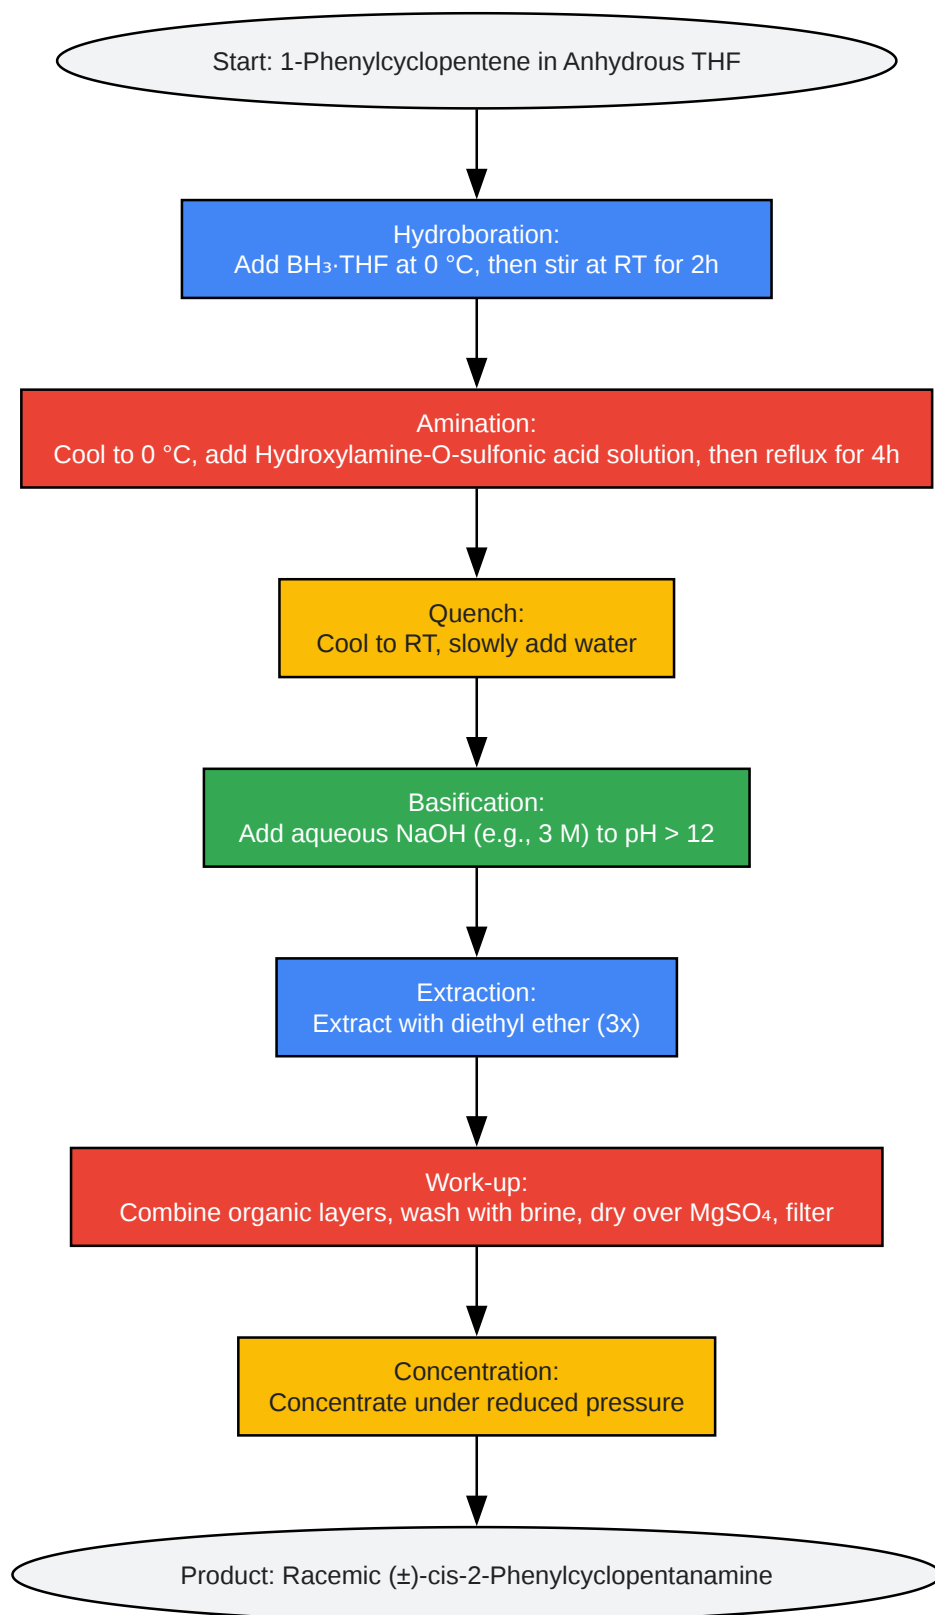 Start: 1-Phenylcyclopentene in Anhydrous THF
Hydroboration:
Add BH₃·THF at 0 °C, then stir at RT for 2h
Amination:
Cool to 0 °C, add Hydroxylamine-O-sulfonic acid solution, then reflux for 4h
Quench:
Cool to RT, slowly add water
Basification:
Add aqueous NaOH (e.g., 3 M) to pH > 12
Extraction:
Extract with diethyl ether (3x)
Work-up:
Combine organic layers, wash with brine, dry over MgSO₄, filter
Concentration:
Concentrate under reduced pressure
Product: Racemic (±)-cis-2-Phenylcyclopentanamine